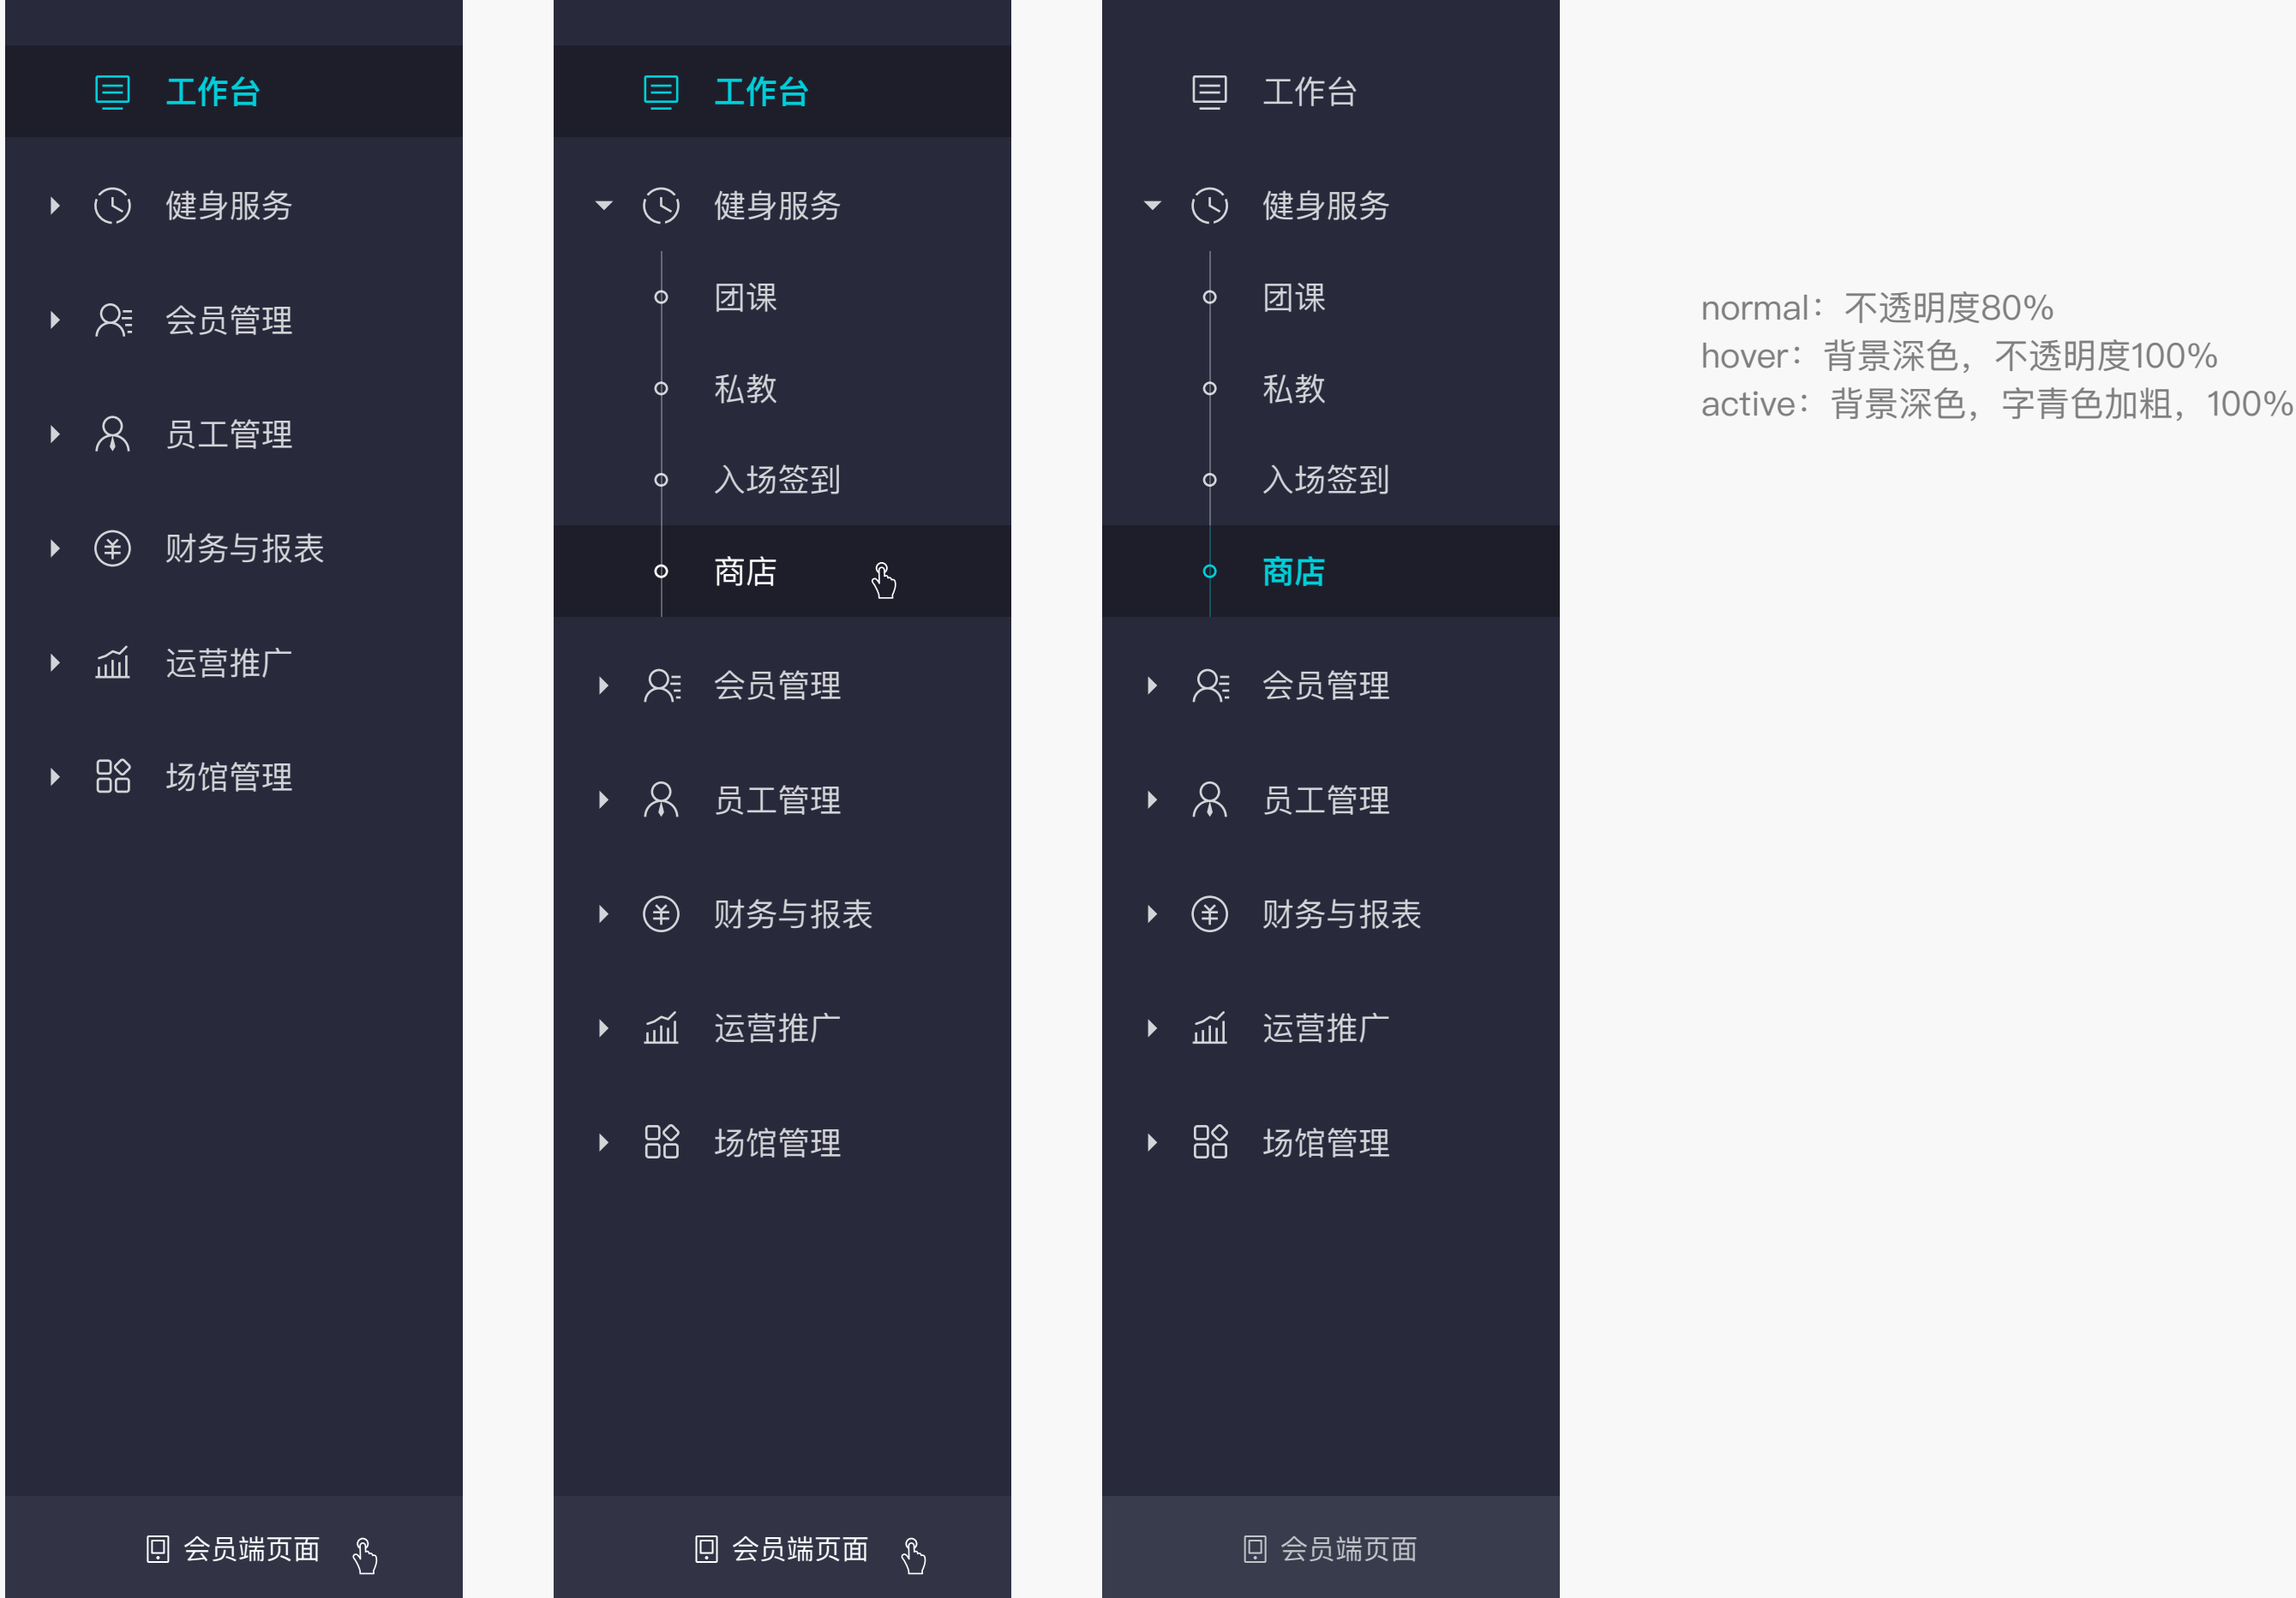 工作台
健身服务
会员管理
员工管理
财务与报表
运营推广
场馆管理
会员端页面
工作台
健身服务
团课
私教
入场签到
商店
会员管理
员工管理
财务与报表
运营推广
场馆管理
会员端页面
工作台
健身服务
团课
私教
入场签到
商店
会员管理
员工管理
财务与报表
运营推广
场馆管理
会员端页面
normal：不透明度80%
hover：背景深色，不透明度100%
active：背景深色，字青色加粗，100%